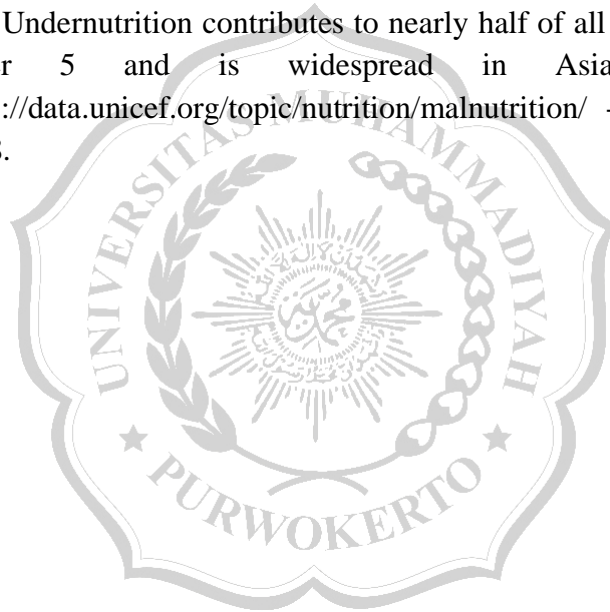 Undernutrition contributes to nearly half of all
r 5 and is widespread in Asia
://data.unicef.org/topic/nutrition/malnutrition/ -
.
UNIVERSITAS MUHAMMADIYAH
PURWOKERTO